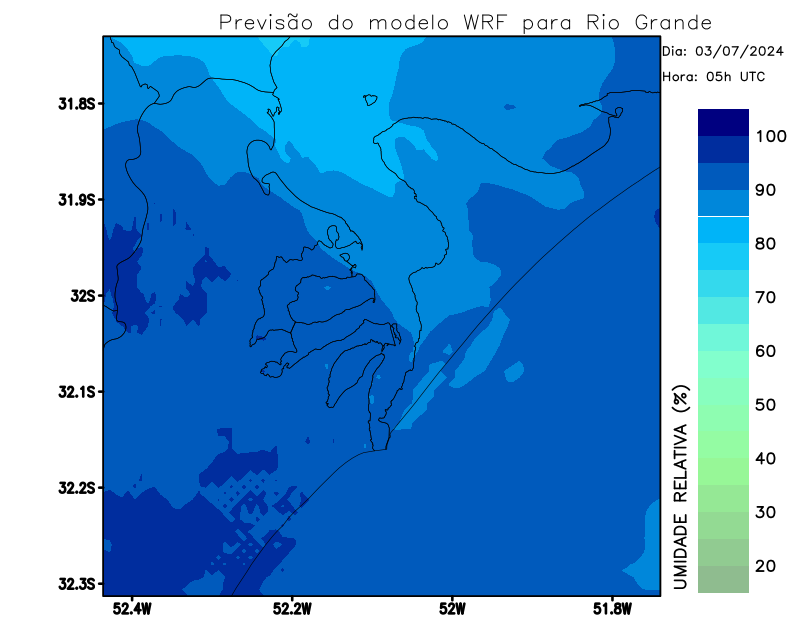 Previsão do modelo WRF para Rio Grande
Dia: 03/07/2024
Hora: 05h UTC
31.8S
31.9S
32S
32.1S
32.2S
32.3S
52.4W
52.2W
52W
51.8W
100
90
80
70
60
50
40
30
20
UMIDADE RELATIVA (%)